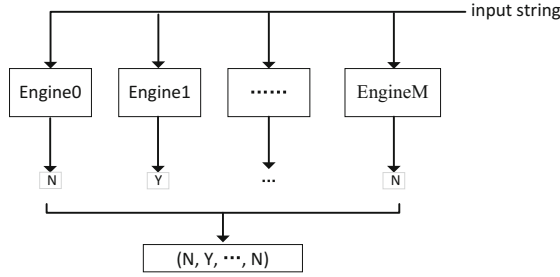 input string
Engine0 Engine1 ...... EngineM
N Y ... N
(N, Y, ..., N)